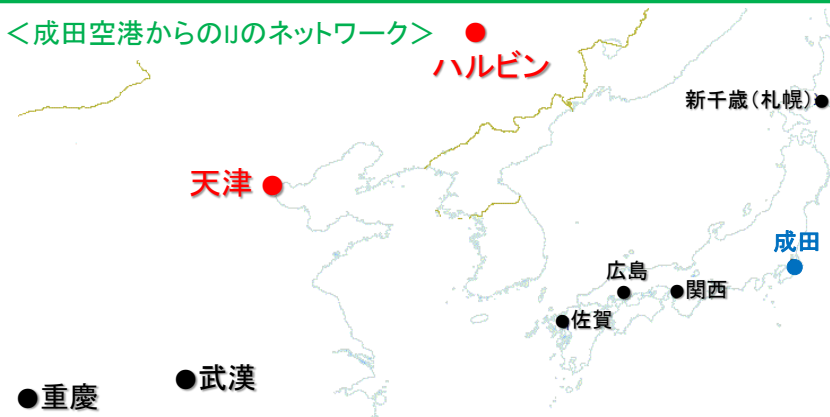 ＜成田空港からのIJのネットワーク＞
ハルビン
新千歳（札幌）
天津
成田
広島
関西
佐賀
武漢
重慶